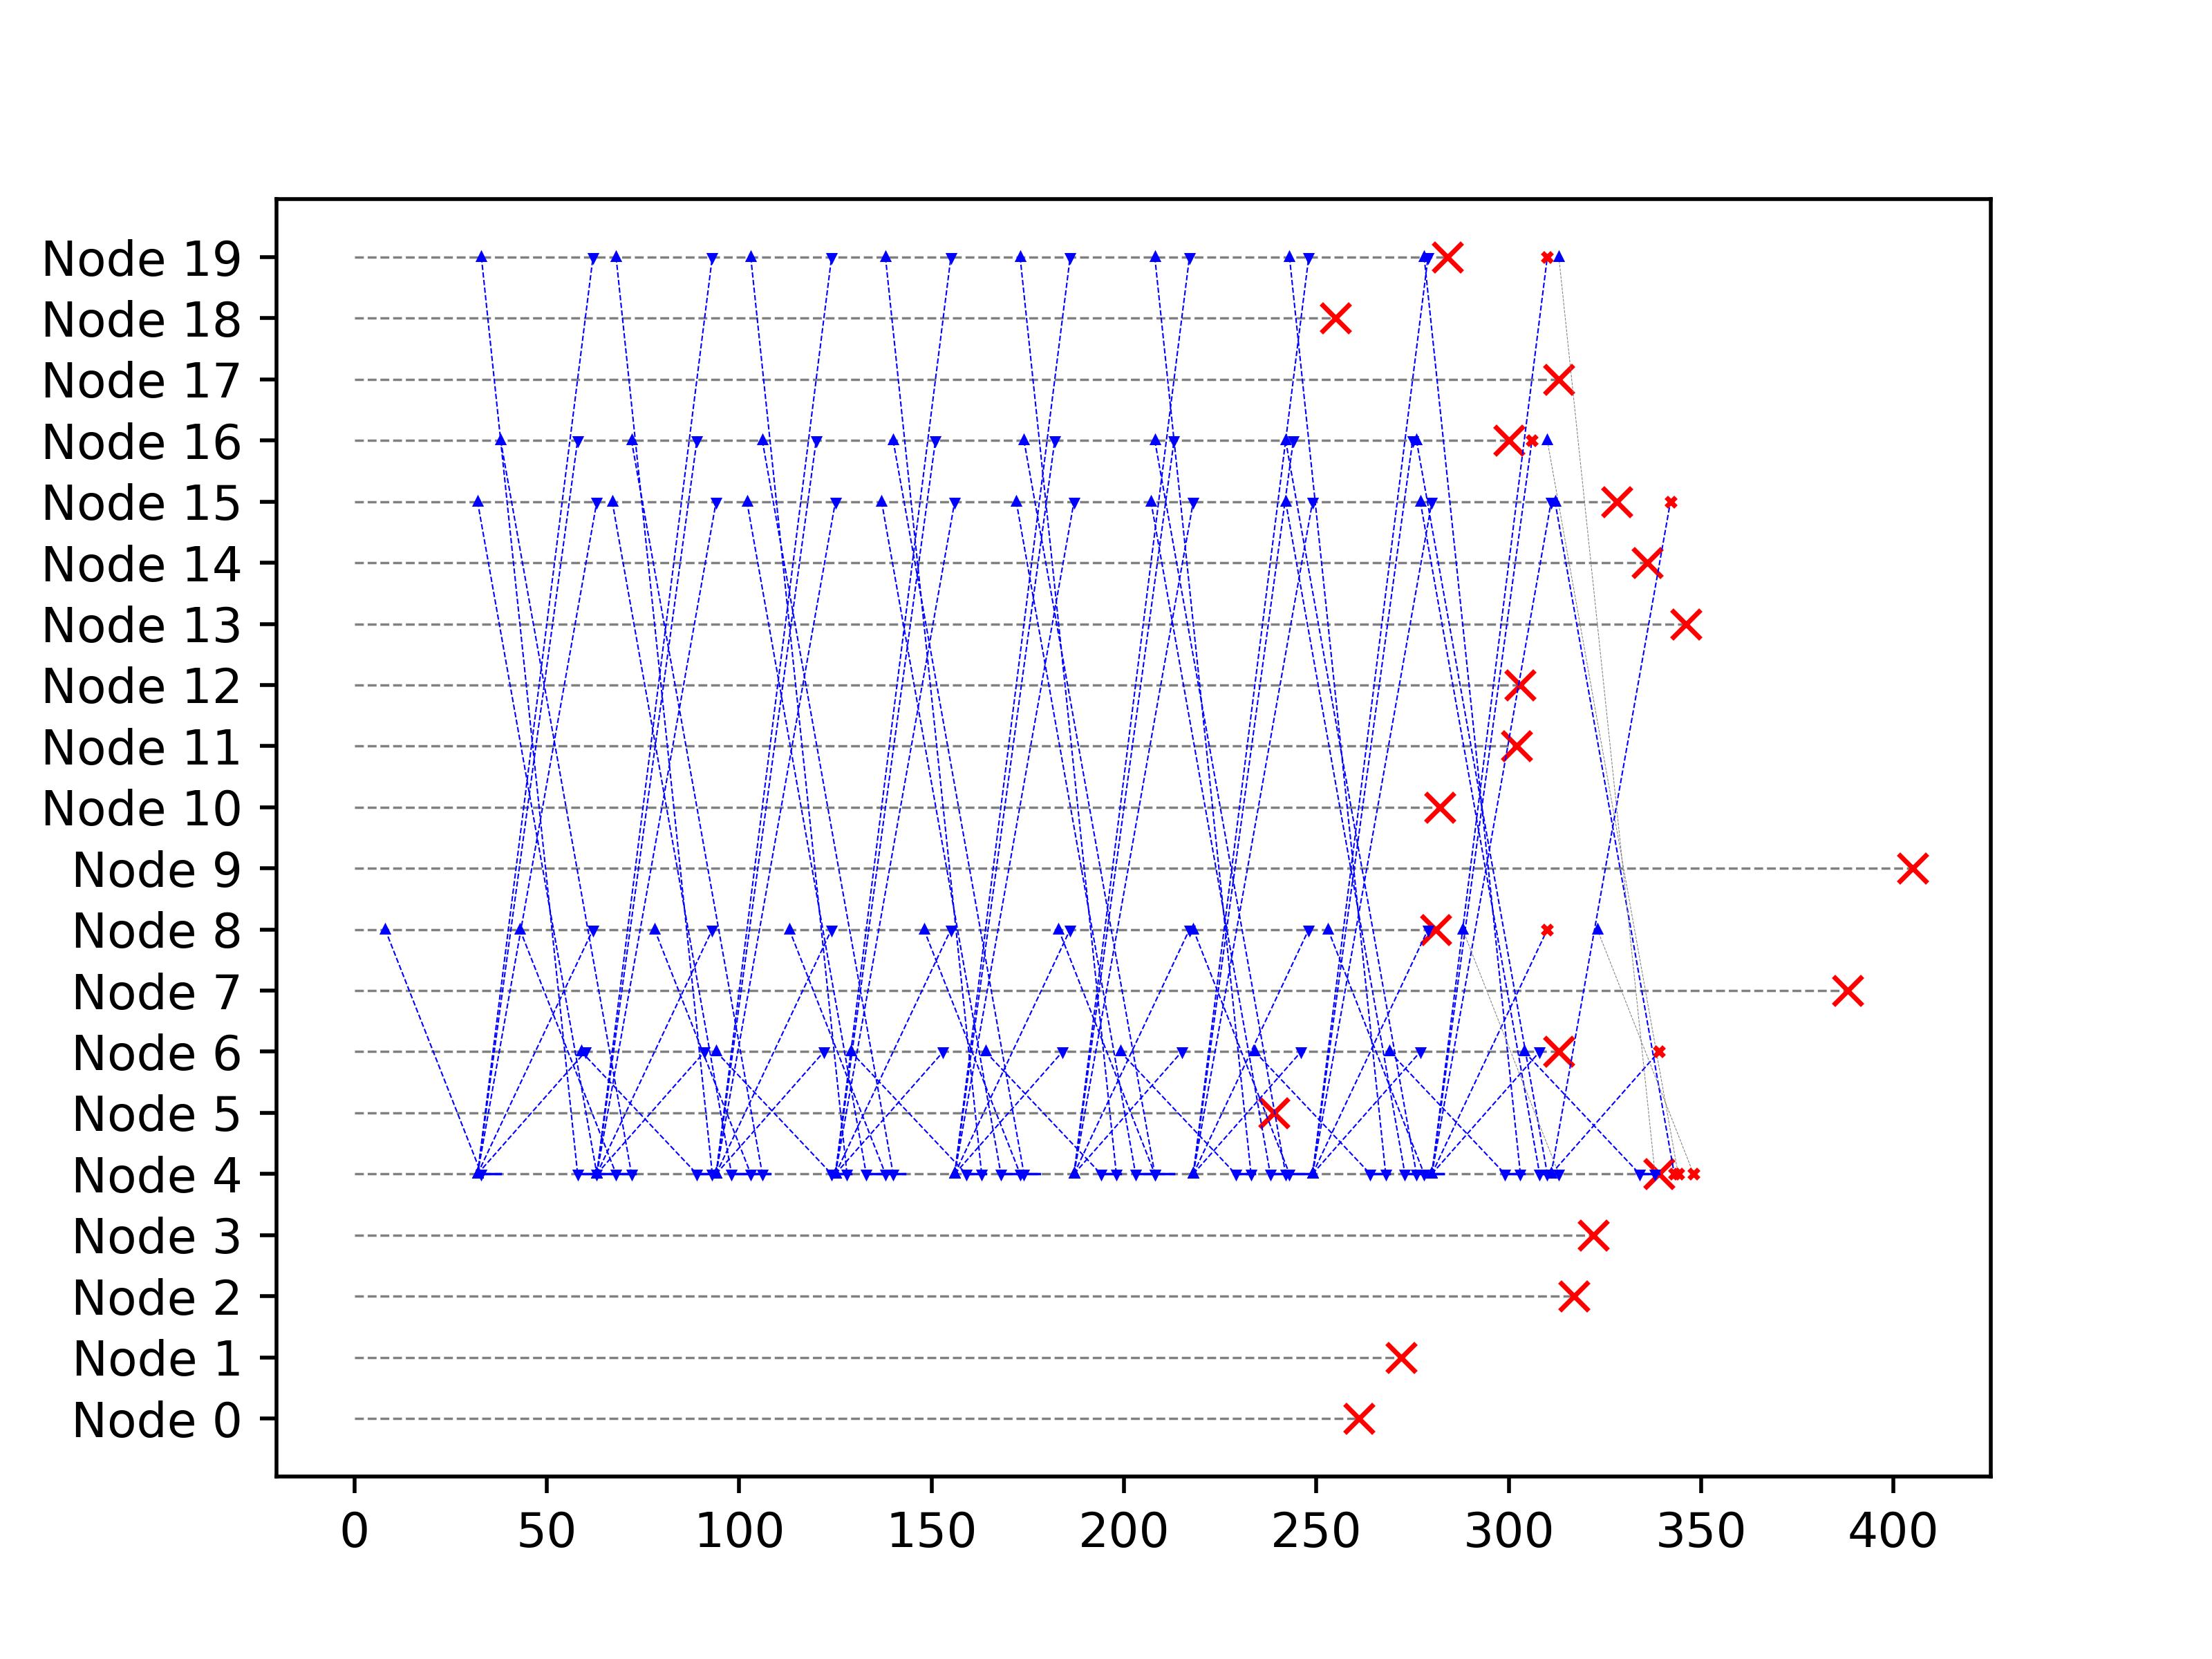 Node 19
Node 18
Node 17
Node 16
Node 15
Node 14
Node 13
Node 12
Node 11
Node 10
Node 9
Node 8
Node 7
Node 6
Node 5
Node 4
Node 3
Node 2
Node 1
Node 0
0 50 100 150 200 250 300 350 400